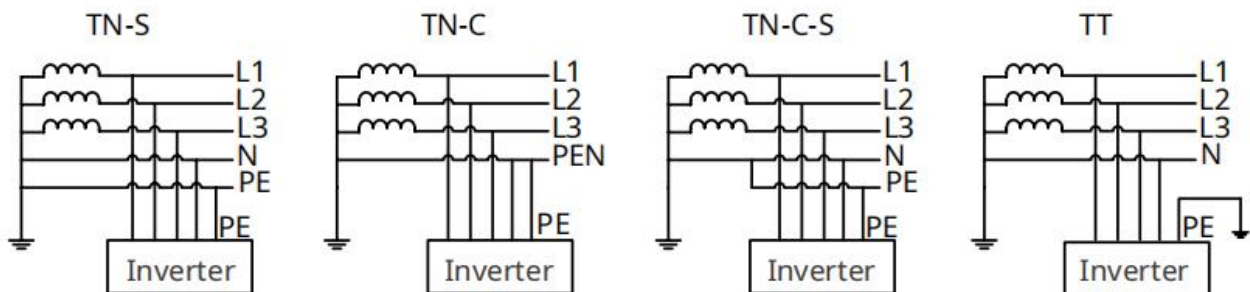 TN-S TN-C TN-C-S TT
L1 L1 L1 L1
L2 L2 L2 L2
L3 L3 L3 L3
N PEN N N
PE PE
PE PE PE PE
Inverter Inverter Inverter Inverter